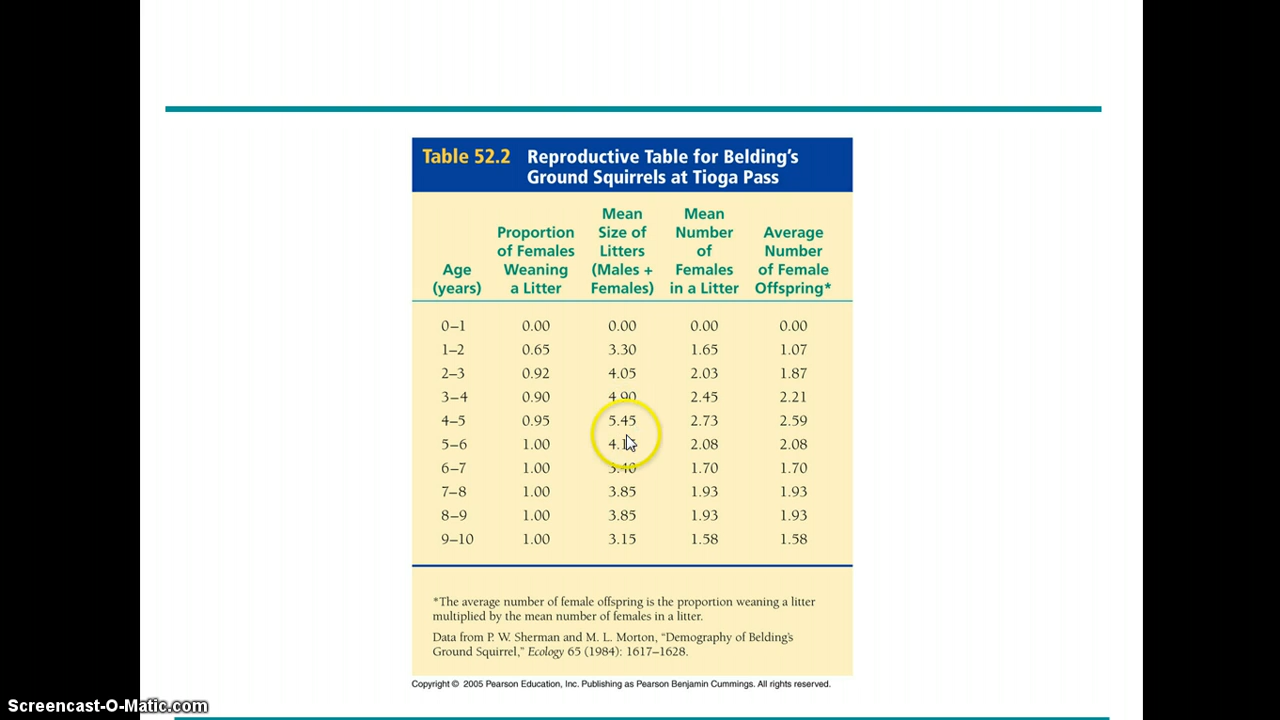 Table 52.2 Reproductive Table for Belding's
Ground Squirrels at Tioga Pass
Age (years) Proportion of Females Weaning a Litter Mean Size of Litters (Males + Females) Mean Number of Females in a Litter Average Number of Female Offspring*
0–1 0.00 0.00 0.00 0.00
1–2 0.65 3.30 1.65 1.07
2–3 0.92 4.05 2.03 1.87
3–4 0.90 4.90 2.45 2.21
4–5 0.95 5.45 2.73 2.59
5–6 1.00 2.08 2.08
6–7 1.00 3.40 1.70 1.70
7–8 1.00 3.85 1.93 1.93
8–9 1.00 3.85 1.93 1.93
9–10 1.00 3.15 1.58 1.58
*The average number of female offspring is the proportion weaning a litter
multiplied by the mean number of females in a litter.
Data from P. W. Sherman and M. L. Morton, "Demography of Belding's
Ground Squirrel," Ecology 65 (1984): 1617–1628.
Copyright © 2005 Pearson Education, Inc. Publishing as Pearson Benjamin Cummings. All rights reserved.
Screencast-O-Matic.com